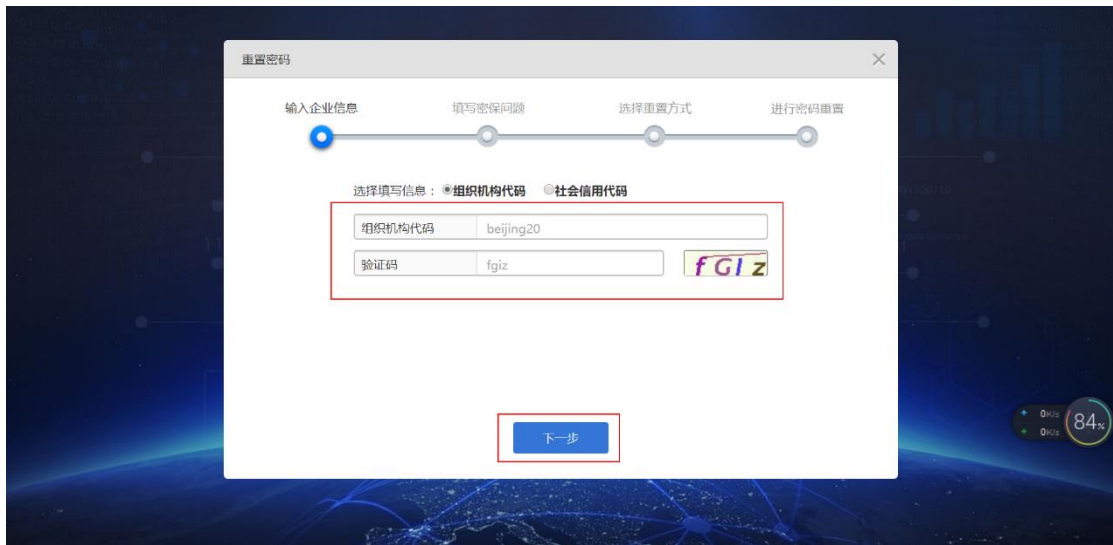 重置密码
输入企业信息 填写密保问题 选择重置方式 进行密码重置
选择填写信息： 组织机构代码 社会信用代码
组织机构代码 beijing20
验证码 fgiz fGIz
下一步
0K/s
0K/s
84%